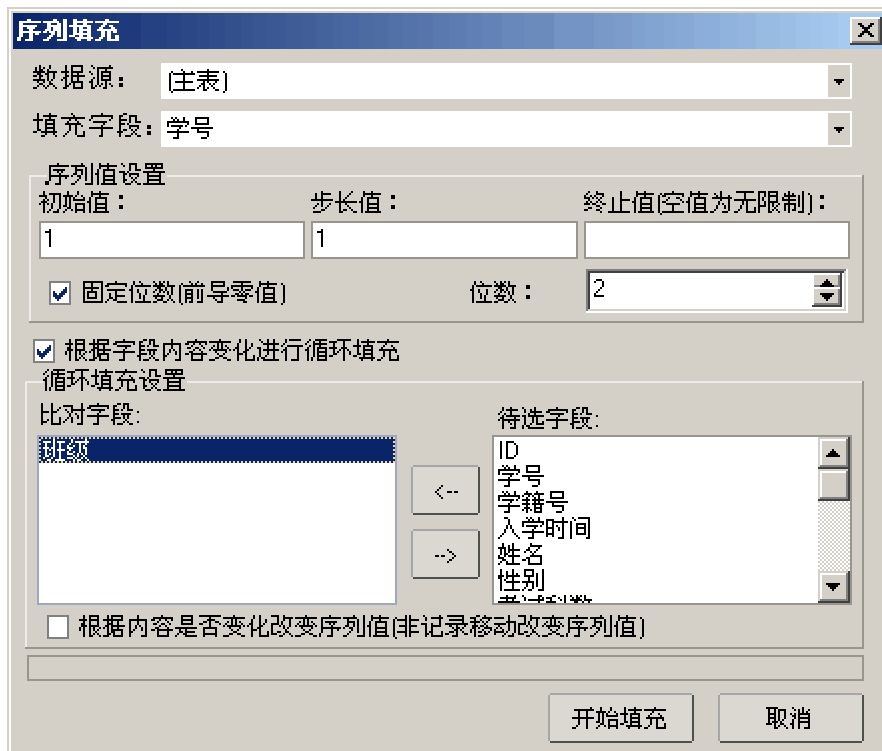 序列填充
数据源: (主表)
填充字段: 学号
序列值设置
初始值: 步长值: 终止值(空值为无限制):
1 1
固定位数(前导零值) 位数: 2
根据字段内容变化进行循环填充
循环填充设置
比对字段: 待选字段:
班级
ID
学号
学籍号
<--
入学时间
姓名
-->
性别
考试科数
根据内容是否变化改变序列值(非记录移动改变序列值)
开始填充 取消